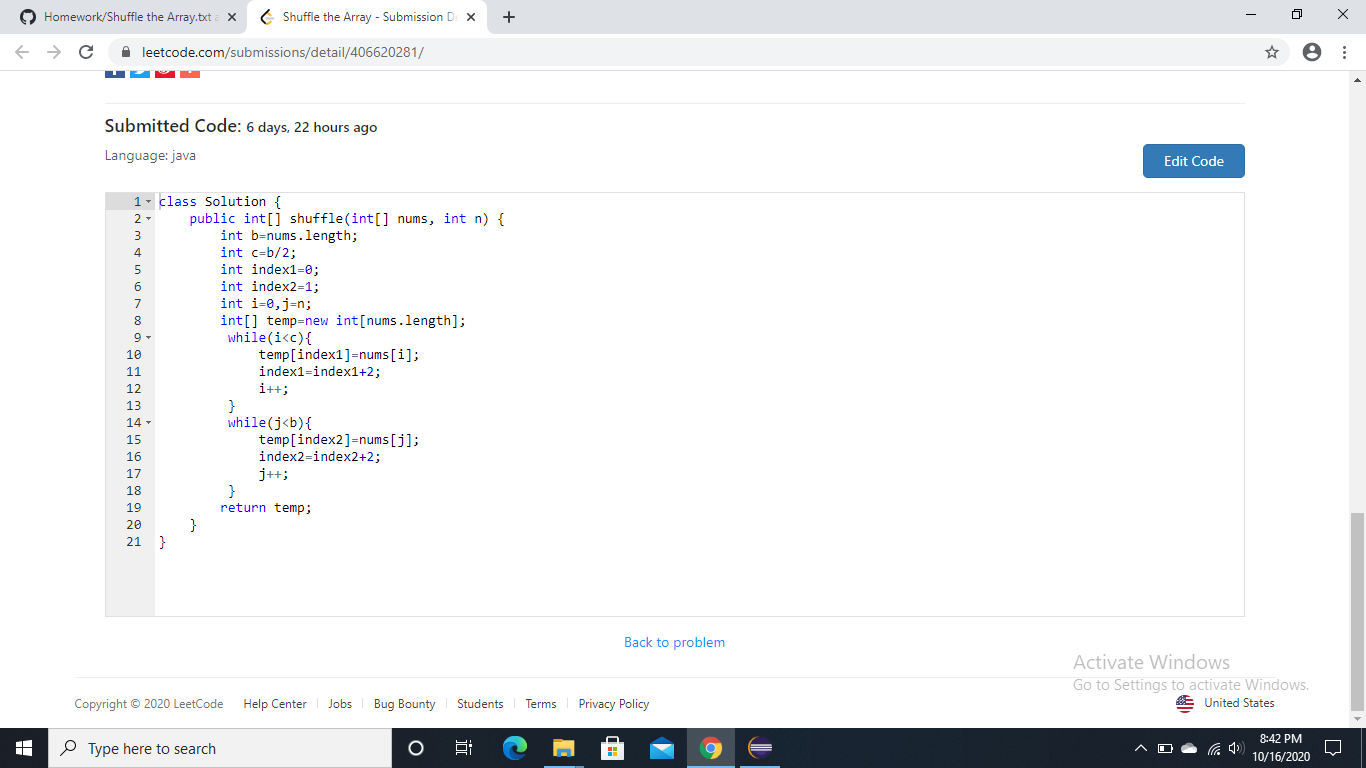 Homework/Shuffle the Array.txt a
Shuffle the Array - Submission D
leetcode.com/submissions/detail/406620281/
Submitted Code: 6 days, 22 hours ago
Language: java
Edit Code
1 class Solution {
2 public int[] shuffle(int[] nums, int n) {
3 int b=nums.length;
4 int c=b/2;
5 int index1=0;
6 int index2=1;
7 int i=0,j=n;
8 int[] temp=new int[nums.length];
9 while(i<c){
10 temp[index1]=nums[i];
11 index1=index1+2;
12 i++;
13 }
14 while(j<b){
15 temp[index2]=nums[j];
16 index2=index2+2;
17 j++;
18 }
19 return temp;
20 }
21 }
Back to problem
Activate Windows
Go to Settings to activate Windows.
Copyright © 2020 LeetCode Help Center Jobs Bug Bounty Students Terms Privacy Policy United States
Type here to search
8:42 PM
10/16/2020